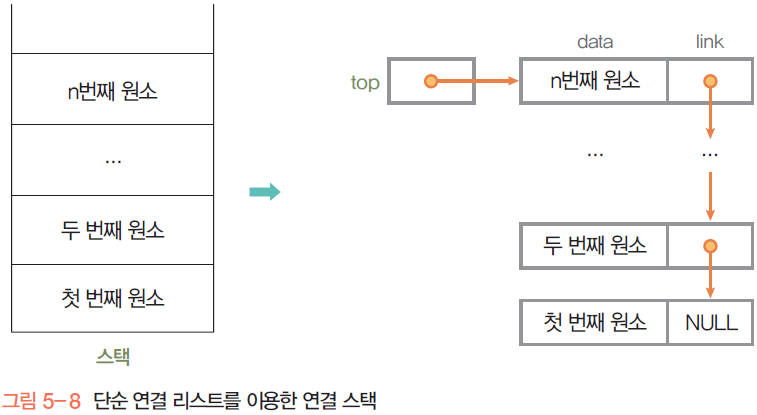 data link
n번째 원소
top
n번째 원소
...
... ...
두 번째 원소
두 번째 원소
첫 번째 원소
첫 번째 원소 NULL
스택
그림 5-8 단순 연결 리스트를 이용한 연결 스택